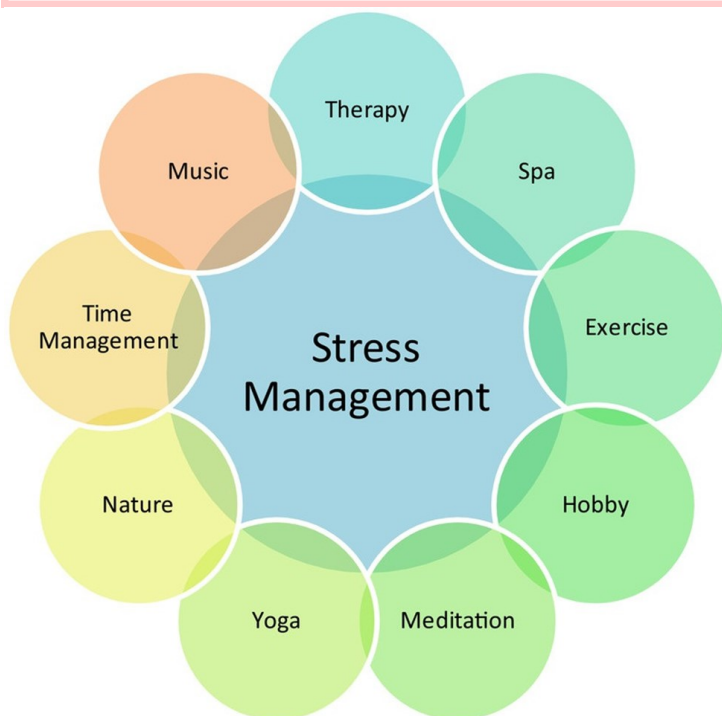 Therapy
Music
Spa
Time
Management
Exercise
Stress
Management
Nature
Hobby
Yoga
Meditation